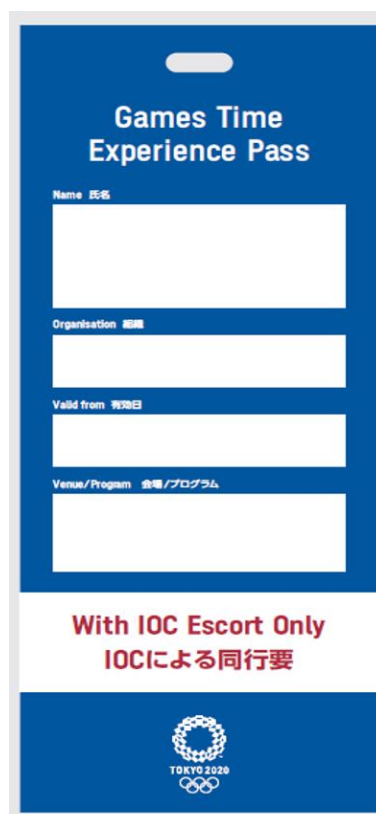 Games Time
Experience Pass
Name 氏名
Organisation 組織
Valid from 有効日
Venue/Program 会場/プログラム
With IOC Escort Only
IOCによる同行要
TOKYO 2020